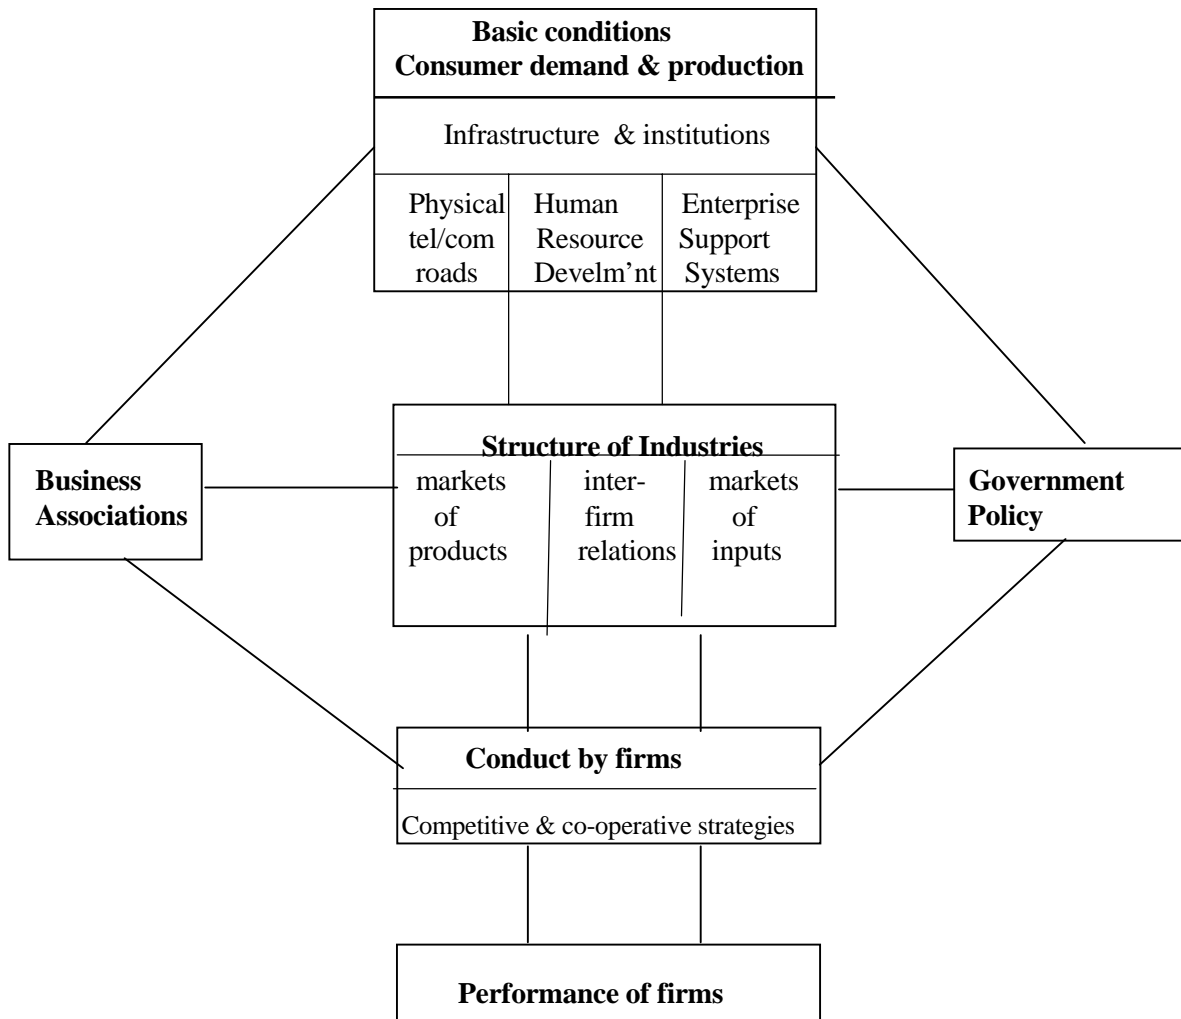 Basic conditions
Consumer demand & production
Infrastructure & institutions
Physical
tel/com
roads
Human
Resource
Develm’nt
Enterprise
Support
Systems
Business
Associations
Structure of Industries
markets
of
products
inter-
firm
relations
markets
of
inputs
Government
Policy
Conduct by firms
Competitive & co-operative strategies
Performance of firms